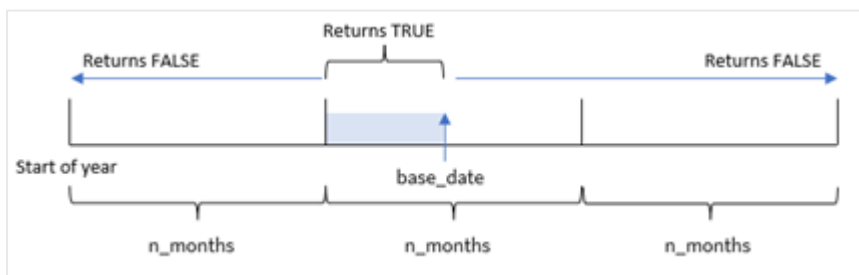 Returns TRUE
Returns FALSE
Returns FALSE
Start of year
base_date
n_months
n_months
n_months